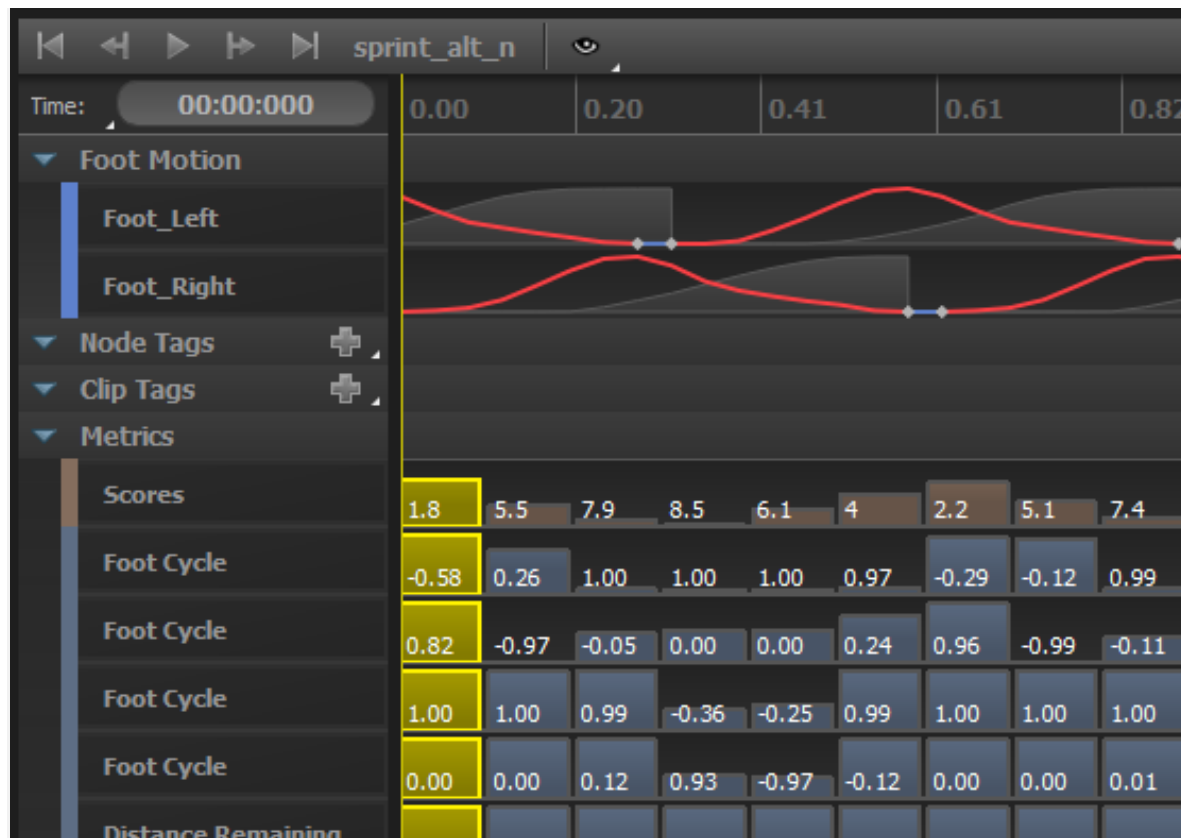 sprint_alt_n
Time: 00:00:000 0.00 0.20 0.41 0.61 0.82
Foot Motion
Foot_Left
Foot_Right
Node Tags
Clip Tags
Metrics
Scores 1.8 5.5 7.9 8.5 6.1 4 2.2 5.1 7.4
Foot Cycle -0.58 0.26 1.00 1.00 1.00 0.97 -0.29 -0.12 0.99
Foot Cycle 0.82 -0.97 -0.05 0.00 0.00 0.24 0.96 -0.99 -0.11
Foot Cycle 1.00 1.00 0.99 -0.36 -0.25 0.99 1.00 1.00 1.00
Foot Cycle 0.00 0.00 0.12 0.93 -0.97 -0.12 0.00 0.00 0.01
Distance Remaining